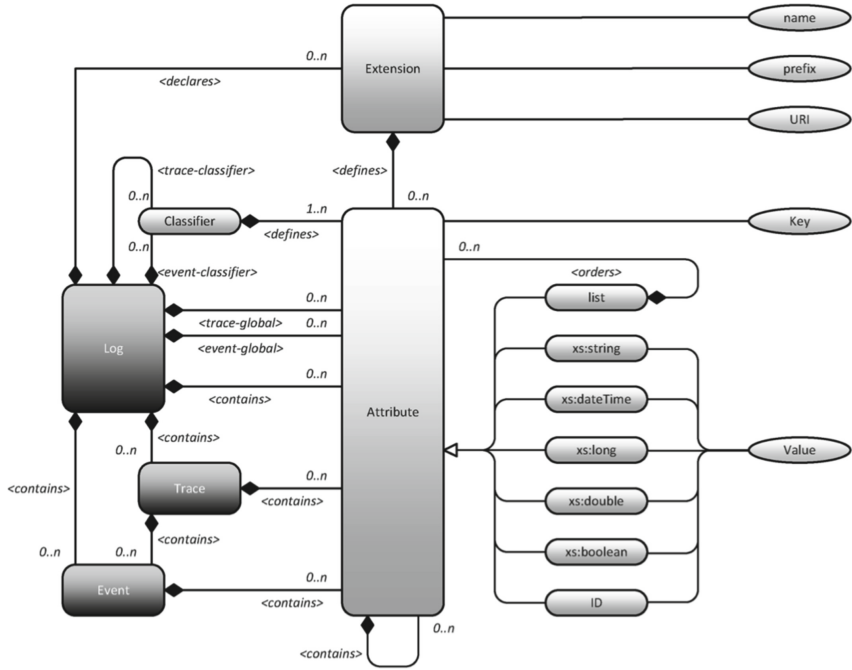 name
0..n
Extension
prefix
<declares>
URI
<trace-classifier>
<defines>
0..n
0..n
1..n
Classifier
Key
<defines>
0..n
0..n
<event-classifier>
<orders>
0..n
list
<trace-global>
0..n
Log
<event-global>
xs:string
0..n
<contains>
xs:dateTime
Attribute
<contains>
0..n
xs:long
Value
0..n
Trace
<contains>
<contains>
xs:double
<contains>
0..n
0..n
xs:boolean
0..n
Event
<contains>
ID
0..n
<contains>